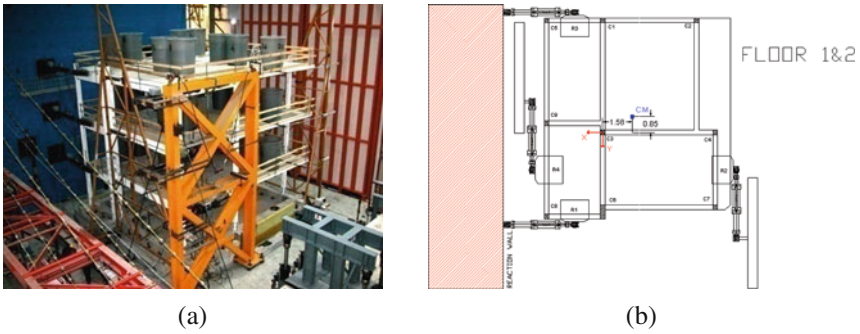 FLOOR 1&2
C5
R3
C1
C2
CM
1.58
0.85
C9
X
C3
Y
C4
R4
R2
C8
R1
C6
C7
REACTION WALL
(a)
(b)